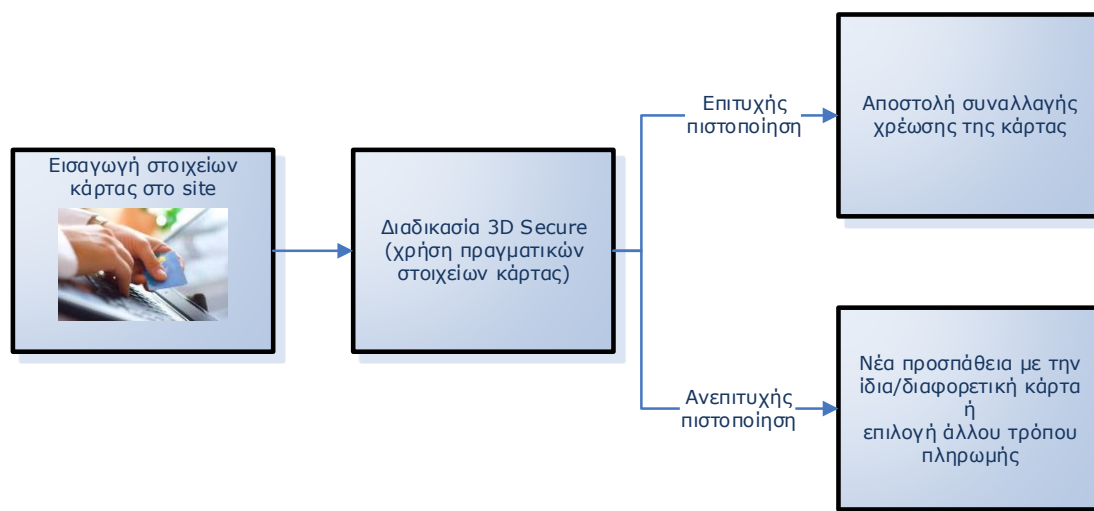 Εισαγωγή στοιχείων
κάρτας στο site
Διαδικασία 3D Secure
(χρήση πραγματικών
στοιχείων κάρτας)
Επιτυχής
πιστοποίηση
Αποστολή συναλλαγής
χρέωσης της κάρτας
Ανεπιτυχής
πιστοποίηση
Νέα προσπάθεια με την
ίδια/διαφορετική κάρτα
ή
επιλογή άλλου τρόπου
πληρωμής